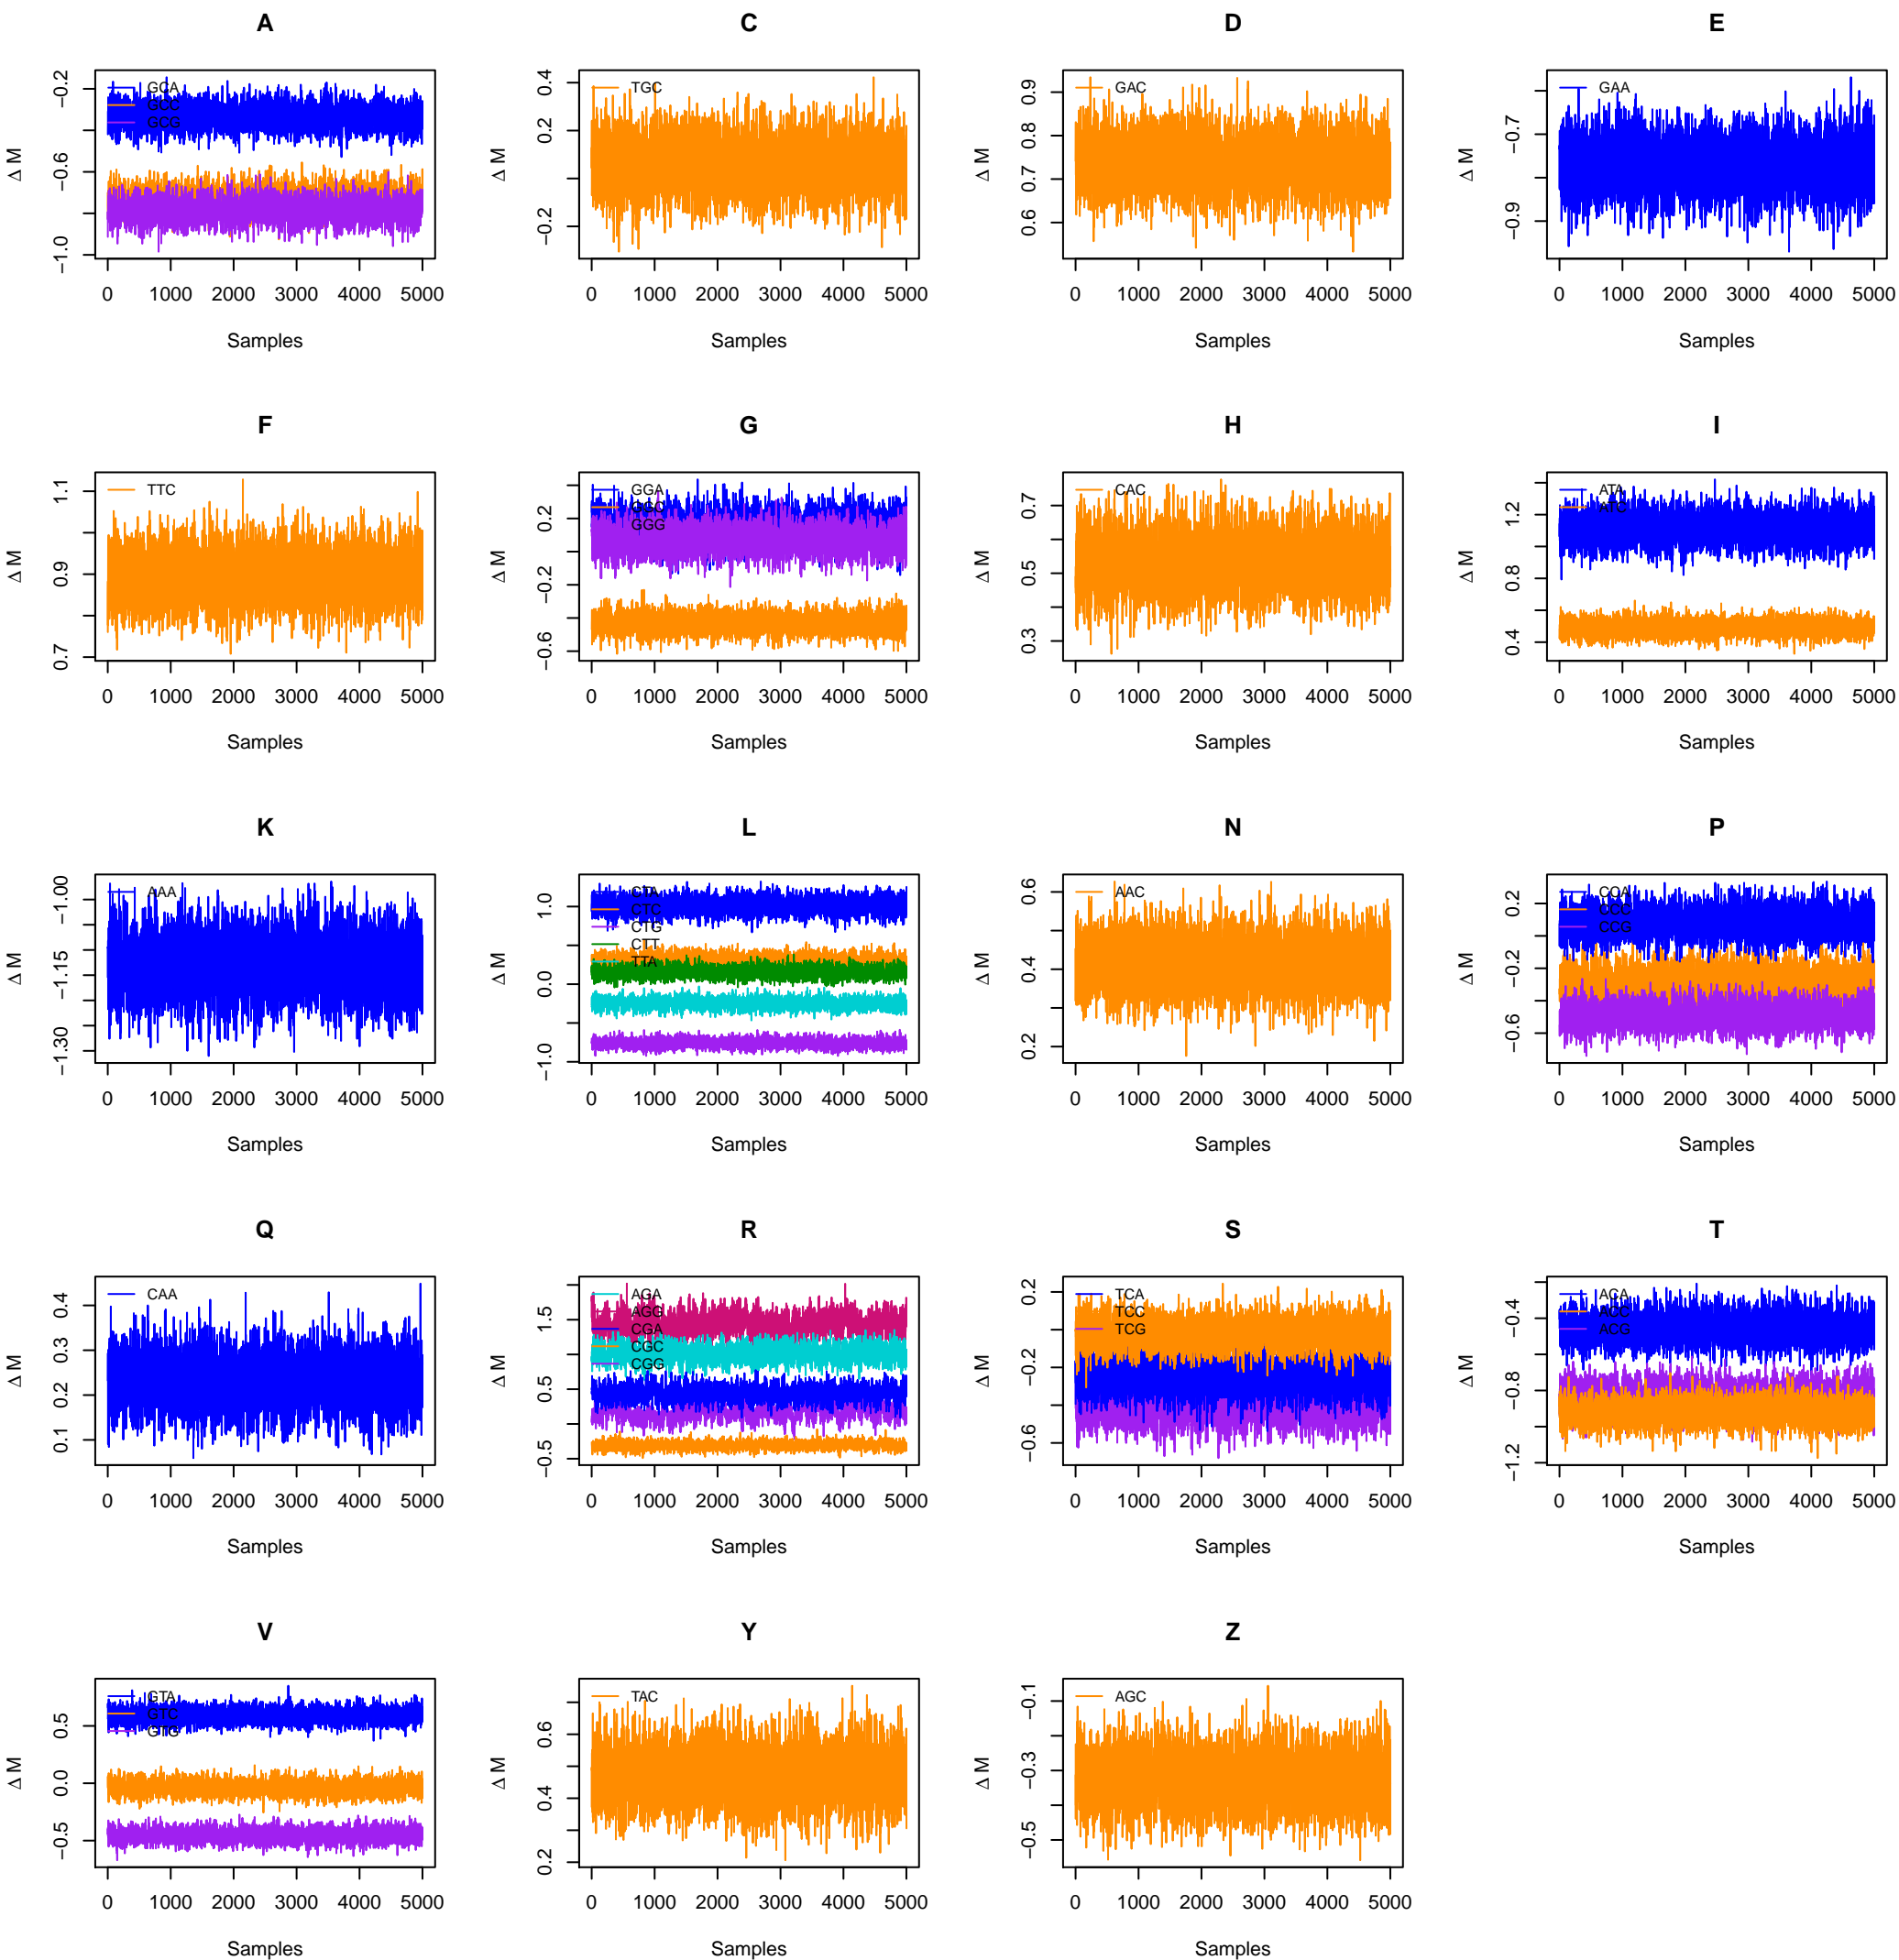 A
C
D
E
GCA
GCC
GCG
TGC
GAC
GAA
-0.2
-0.6
-1.0
0.4
0.2
-0.2
0.9
0.8
0.7
0.6
-0.7
-0.9
Δ M
Δ M
Δ M
Δ M
0 1000 2000 3000 4000 5000
0 1000 2000 3000 4000 5000
0 1000 2000 3000 4000 5000
0 1000 2000 3000 4000 5000
Samples
Samples
Samples
Samples
F
G
H
I
TTC
GGA
GGC
GGG
CAC
ATA
ATC
1.1
0.9
0.7
0.2
-0.2
-0.6
0.7
0.5
0.3
1.2
0.8
0.4
Δ M
Δ M
Δ M
Δ M
0 1000 2000 3000 4000 5000
0 1000 2000 3000 4000 5000
0 1000 2000 3000 4000 5000
0 1000 2000 3000 4000 5000
Samples
Samples
Samples
Samples
K
L
N
P
AAA
CTA
CTC
CTG
CTT
TTA
AAC
CCA
CCC
CCG
-1.00
-1.15
-1.30
1.0
0.0
-1.0
0.6
0.4
0.2
0.2
-0.2
-0.6
Δ M
Δ M
Δ M
Δ M
0 1000 2000 3000 4000 5000
0 1000 2000 3000 4000 5000
0 1000 2000 3000 4000 5000
0 1000 2000 3000 4000 5000
Samples
Samples
Samples
Samples
Q
R
S
T
CAA
AGA
AGG
CGA
CGC
CGG
TCA
TCC
TCG
ACA
ACC
ACG
0.4
0.3
0.2
0.1
1.5
0.5
-0.5
0.2
-0.2
-0.6
-0.4
-0.8
-1.2
Δ M
Δ M
Δ M
Δ M
0 1000 2000 3000 4000 5000
0 1000 2000 3000 4000 5000
0 1000 2000 3000 4000 5000
0 1000 2000 3000 4000 5000
Samples
Samples
Samples
Samples
V
Y
Z
GTA
GTC
GTG
TAC
AGC
0.5
0.0
-0.5
0.6
0.4
0.2
-0.1
-0.3
-0.5
Δ M
Δ M
Δ M
0 1000 2000 3000 4000 5000
0 1000 2000 3000 4000 5000
0 1000 2000 3000 4000 5000
Samples
Samples
Samples